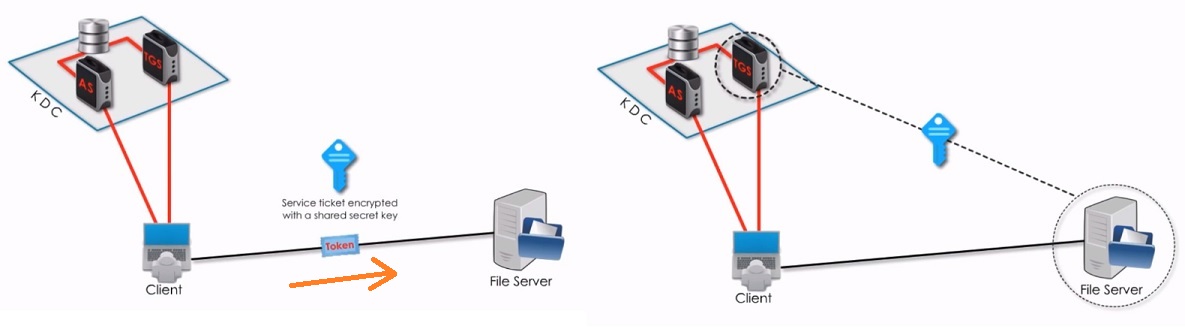 TGS
AS
KDC
Service ticket encrypted
with a shared secret key
Token
Client
File Server
TGS
AS
KDC
Client
File Server